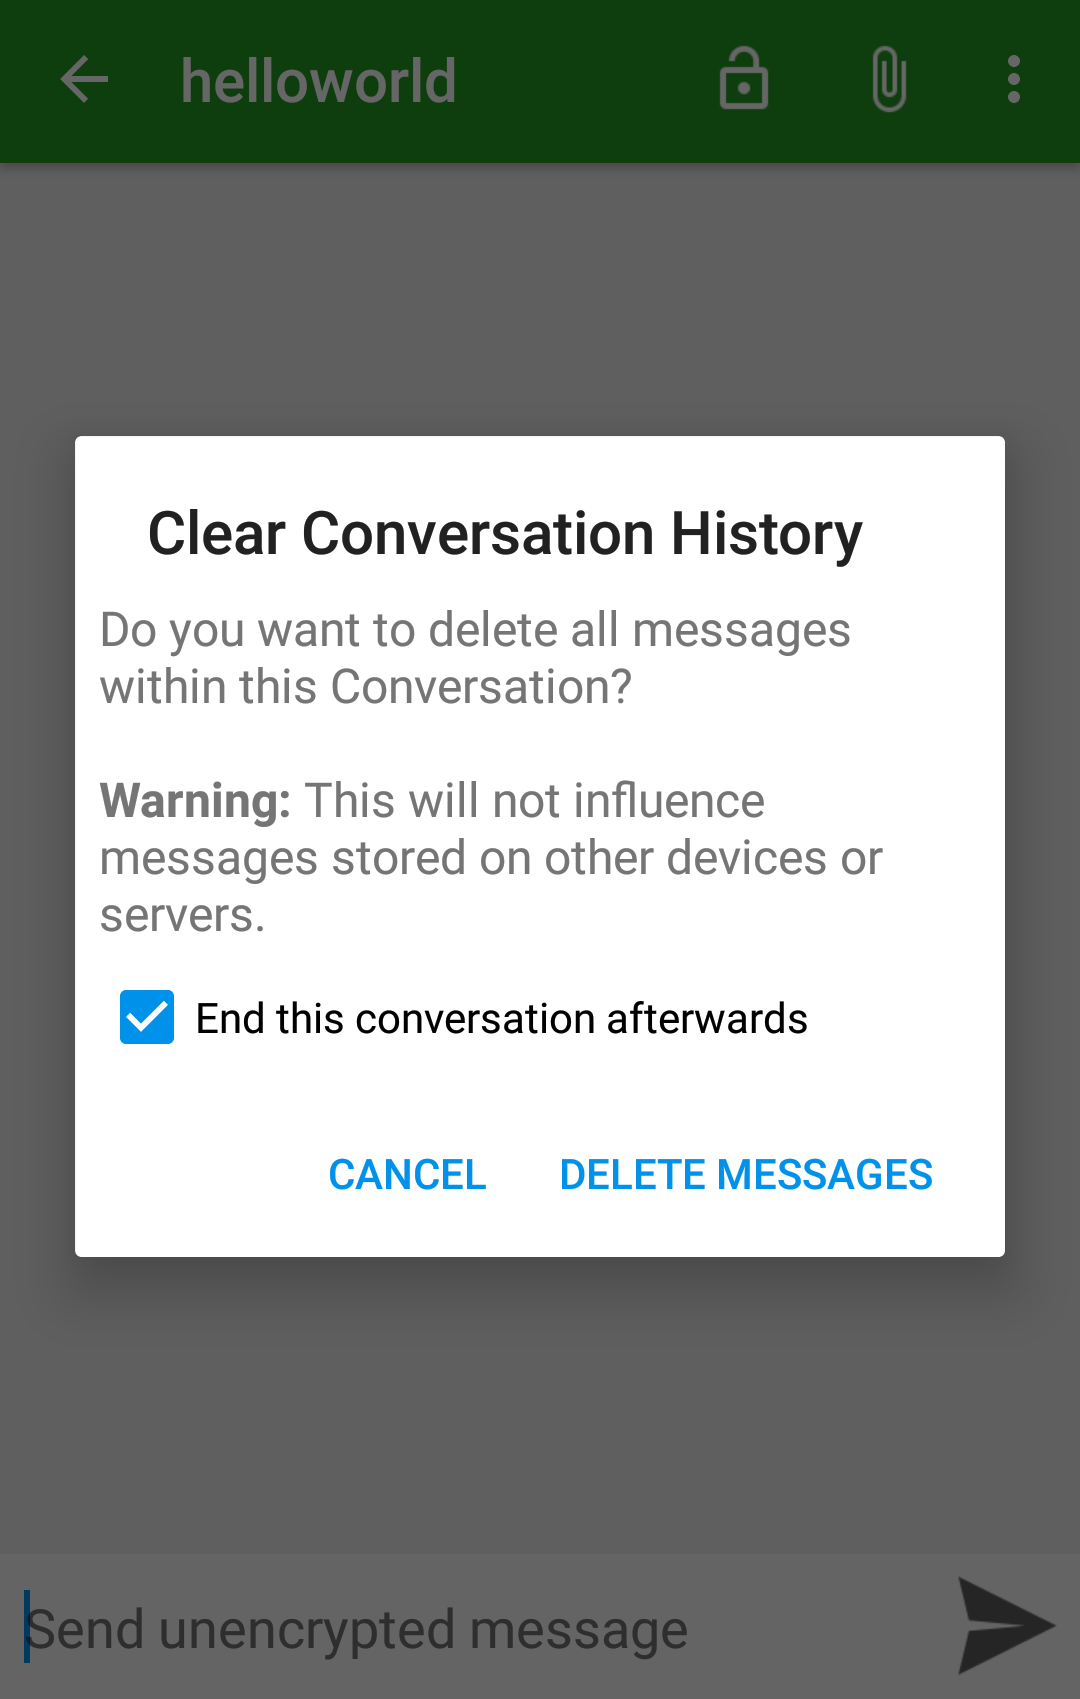 helloworld
Clear Conversation History
Do you want to delete all messages
within this Conversation?
Warning: This will not influence
messages stored on other devices or
servers.
End this conversation afterwards
CANCEL DELETE MESSAGES
Send unencrypted message